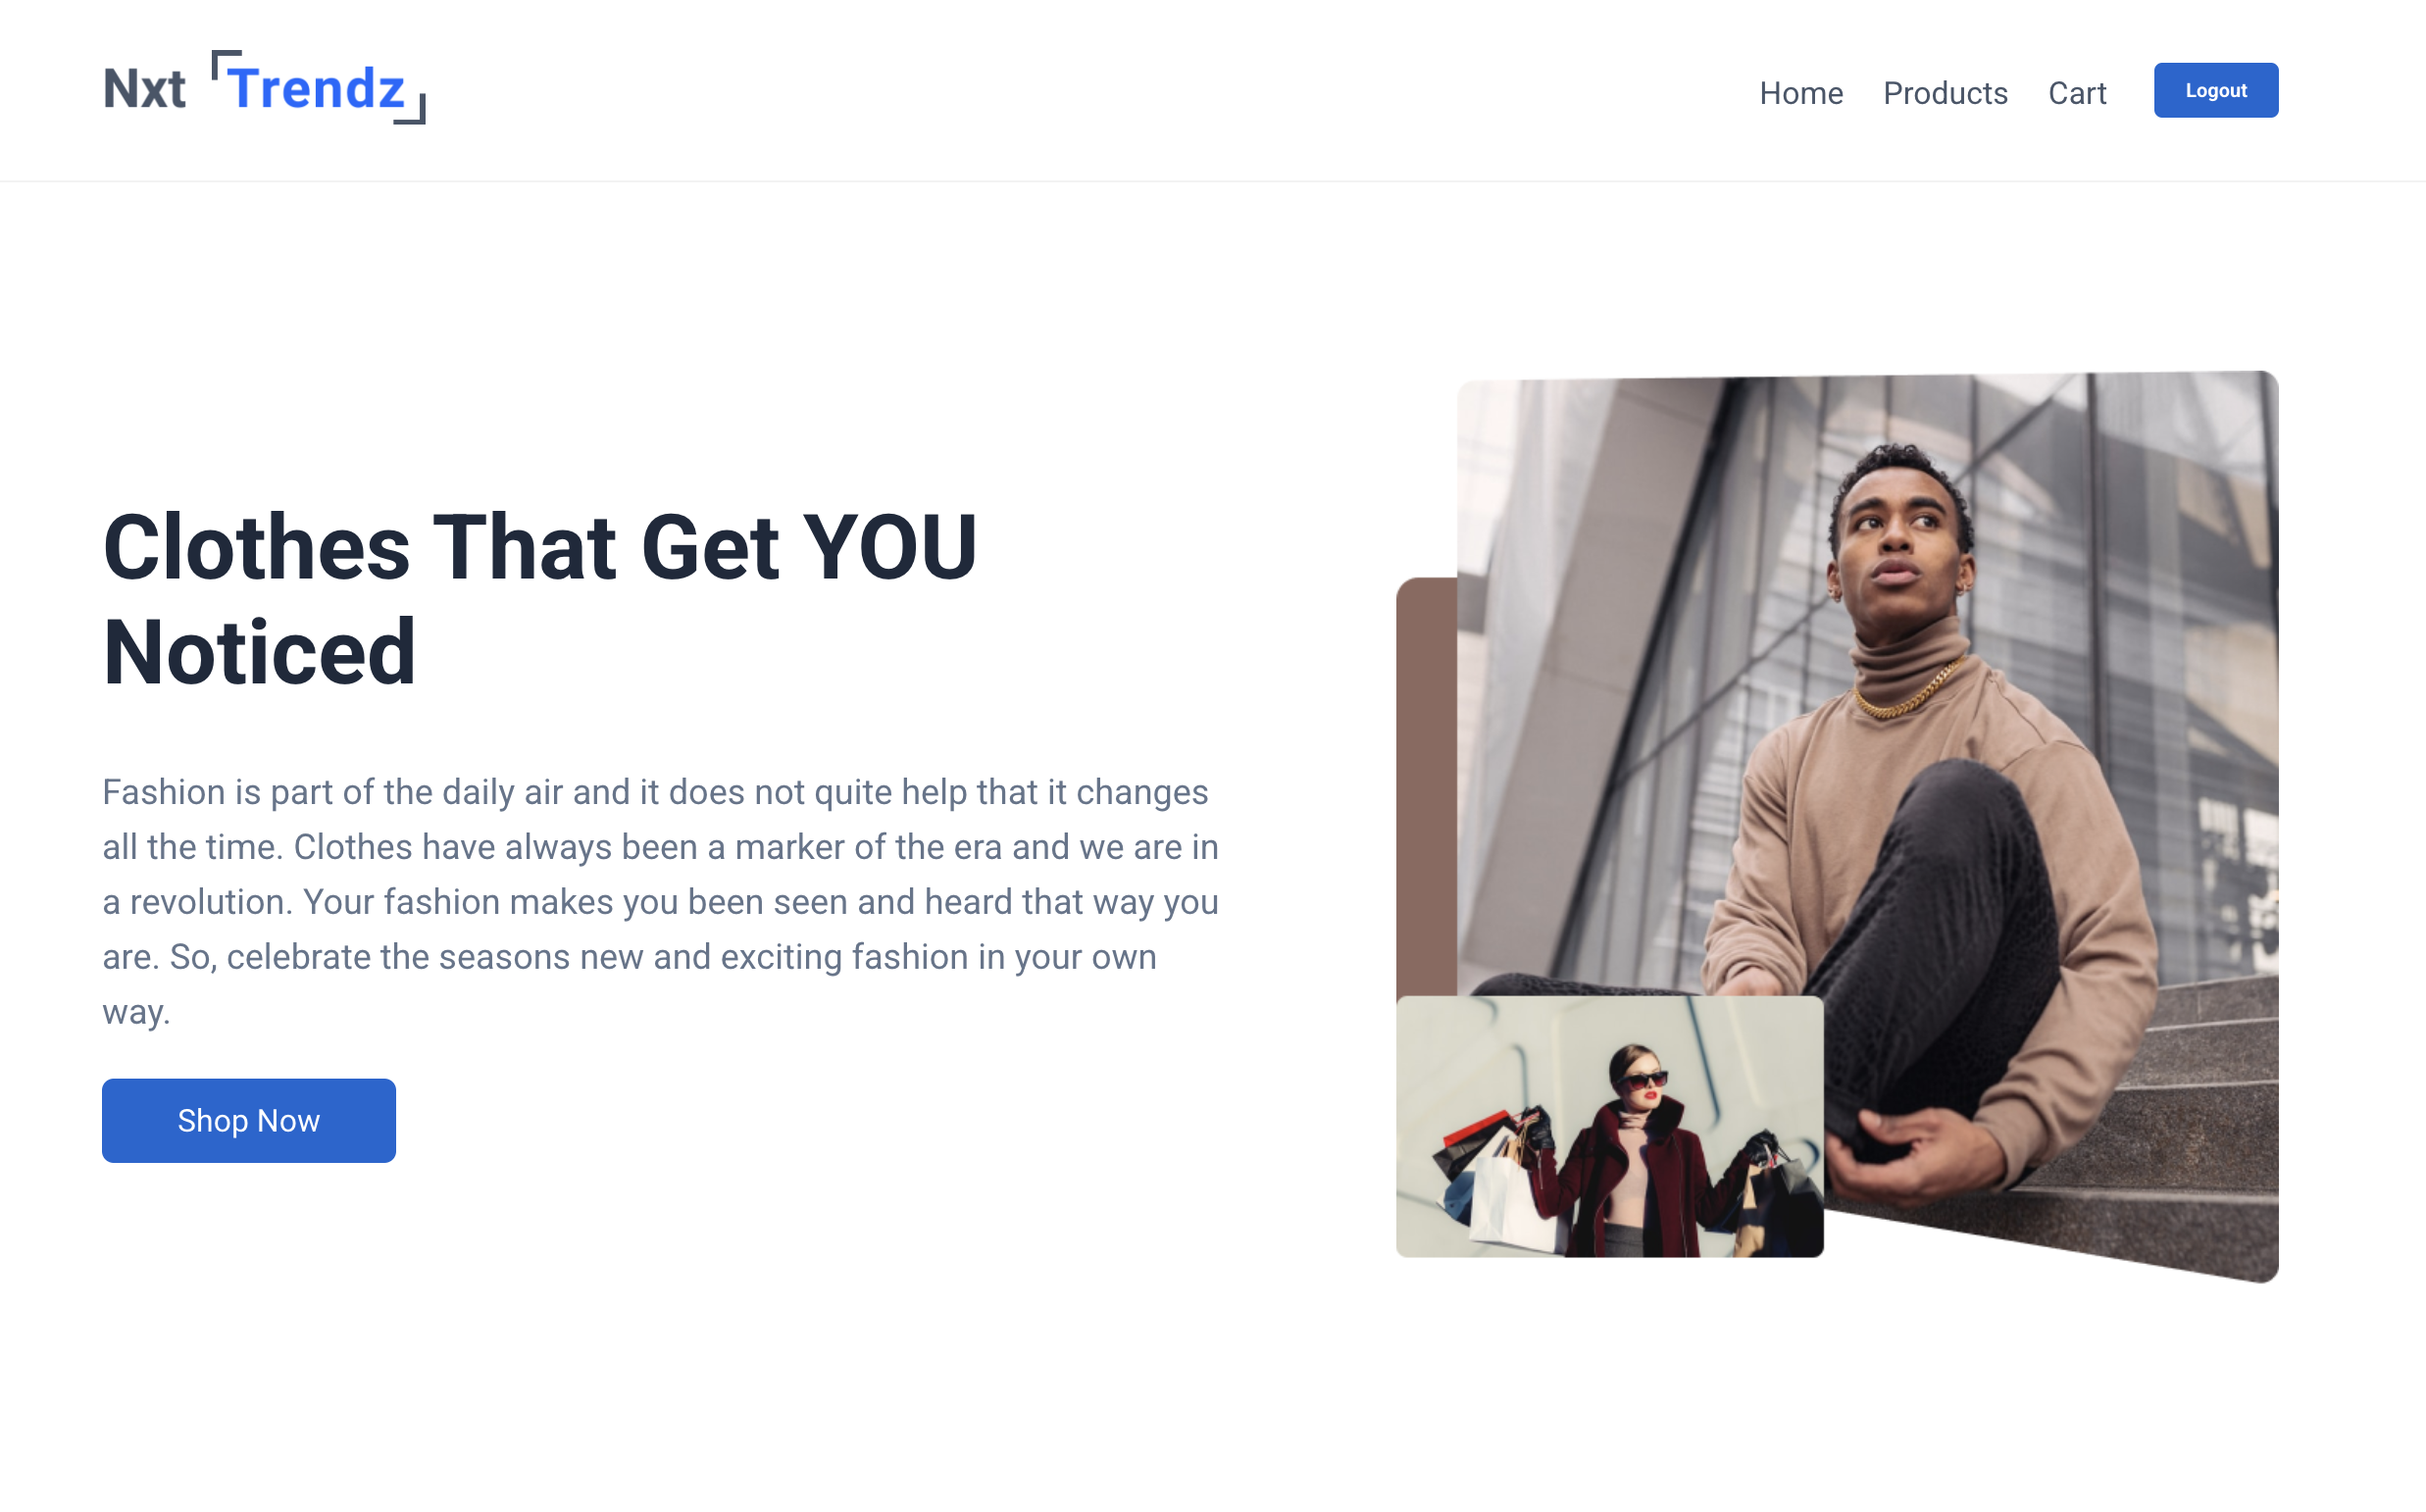 Nxt Trendz
Home Products Cart Logout
Clothes That Get YOU
Noticed
Fashion is part of the daily air and it does not quite help that it changes
all the time. Clothes have always been a marker of the era and we are in
a revolution. Your fashion makes you been seen and heard that way you
are. So, celebrate the seasons new and exciting fashion in your own
way.
Shop Now